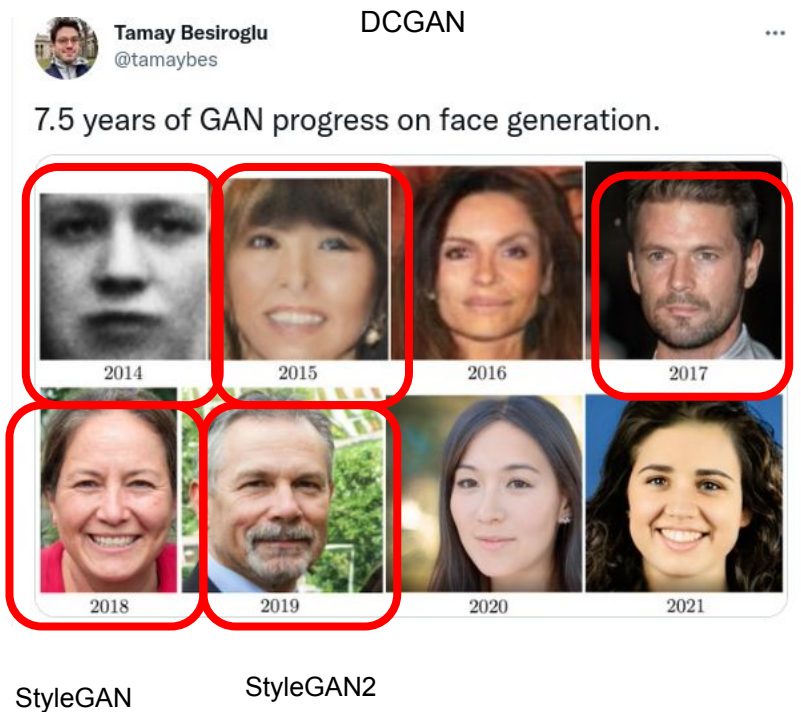 DCGAN
Tamay Besiroglu
@tamaybes
7.5 years of GAN progress on face generation.
2014 2015 2016 2017
2018 2019 2020 2021
StyleGAN StyleGAN2